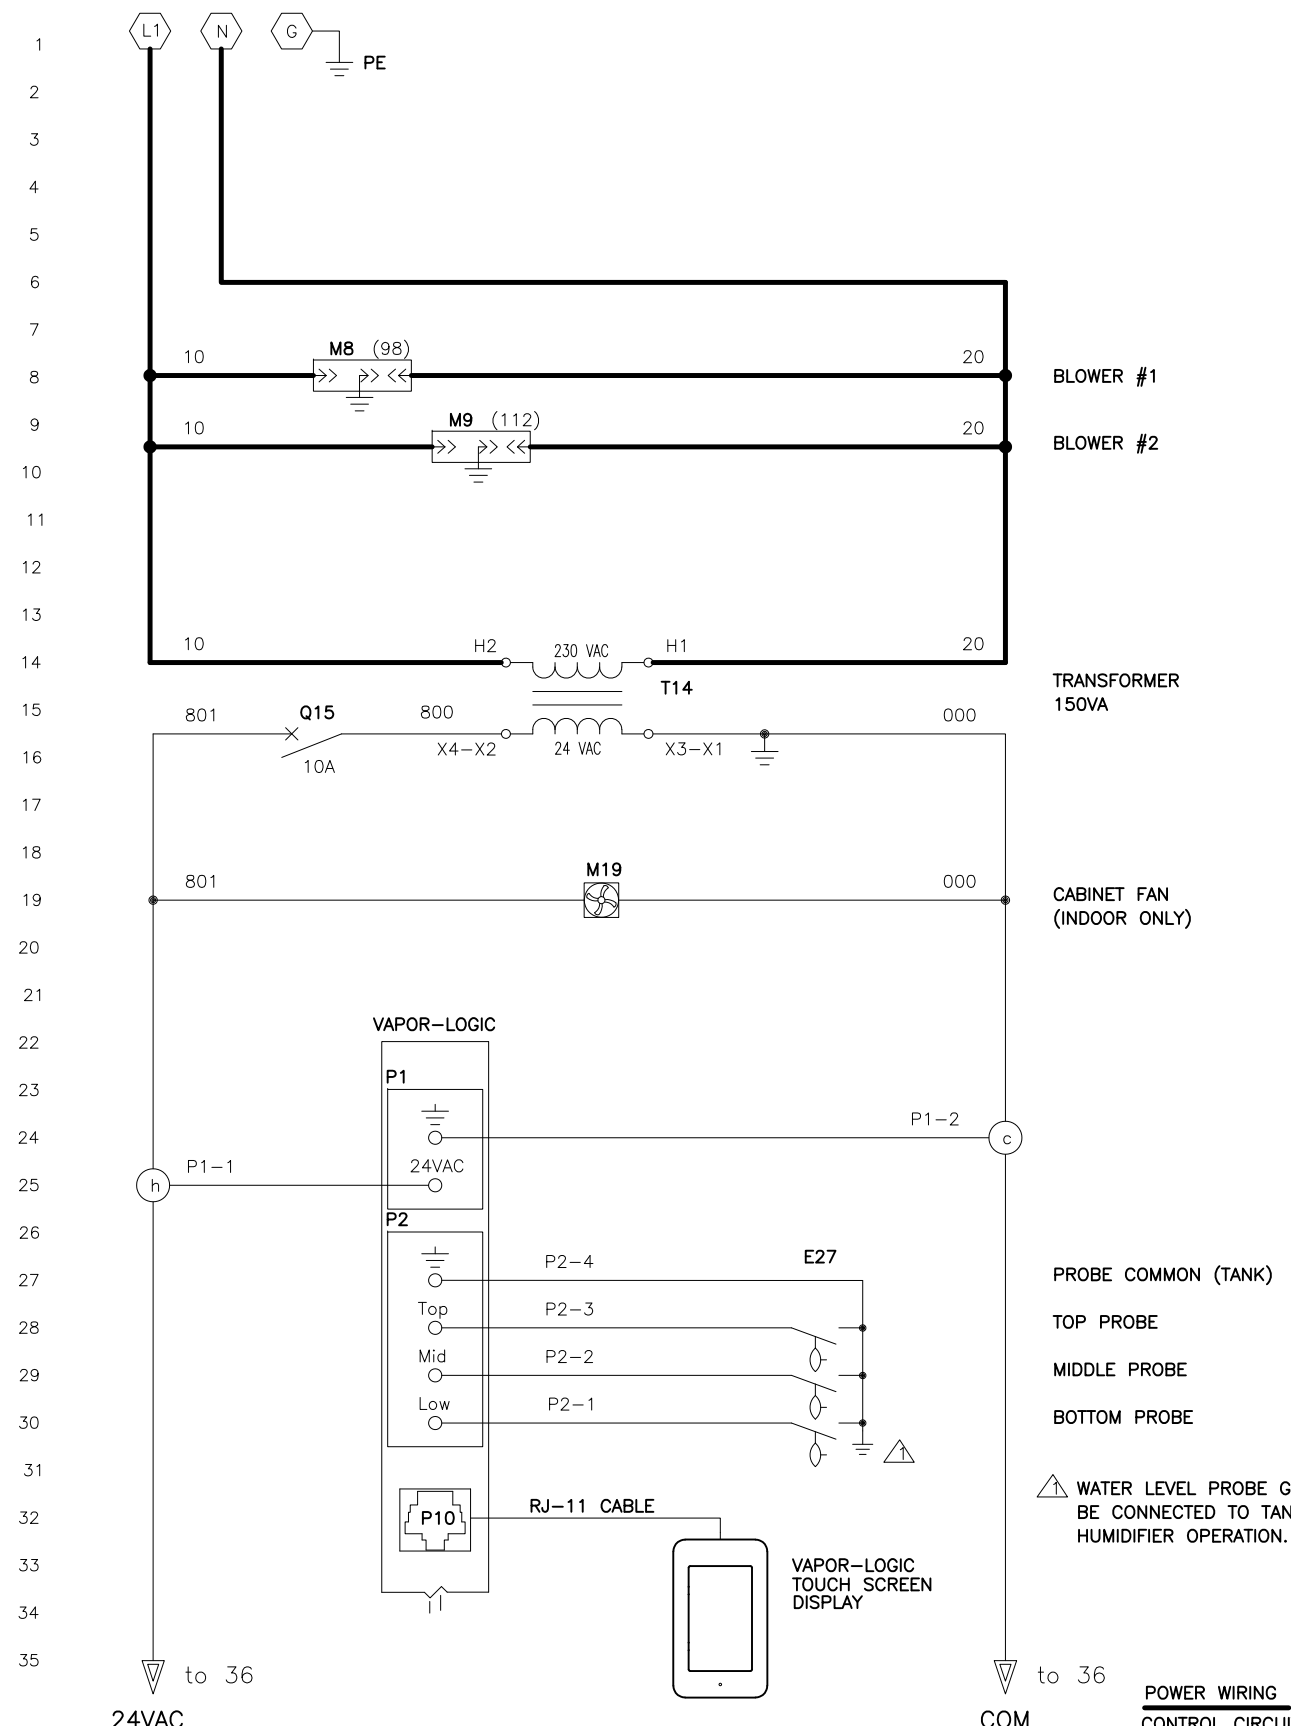 L1 N G
1
PE
2
3
4
5
6
7
M8 (98)
10 20
8 BLOWER #1
9 M9 (112)
10 20
BLOWER #2
10
11
12
13
10 H2 230 VAC H1 20
14
T14 TRANSFORMER
15 150VA
801 Q15 800 000
X4-X2 24 VAC X3-X1
16 10A
17
18
M19
801 000
19 CABINET FAN
(INDOOR ONLY)
20
21
VAPOR-LOGIC
22
23 P1
P1-2
24 c
P1-1 24VAC
25 h
P2
26
P2-4 E27
27 PROBE COMMON (TANK)
Top P2-3
28 TOP PROBE
Mid P2-2
29 MIDDLE PROBE
Low P2-1
30 BOTTOM PROBE
1
31
1 WATER LEVEL PROBE G
RJ-11 CABLE
32 P10 BE CONNECTED TO TAN
HUMIDIFIER OPERATION.
33 VAPOR-LOGIC
TOUCH SCREEN
DISPLAY
34
35
to 36 to 36
POWER WIRING
24VAC COM
CONTROL CIRCUI